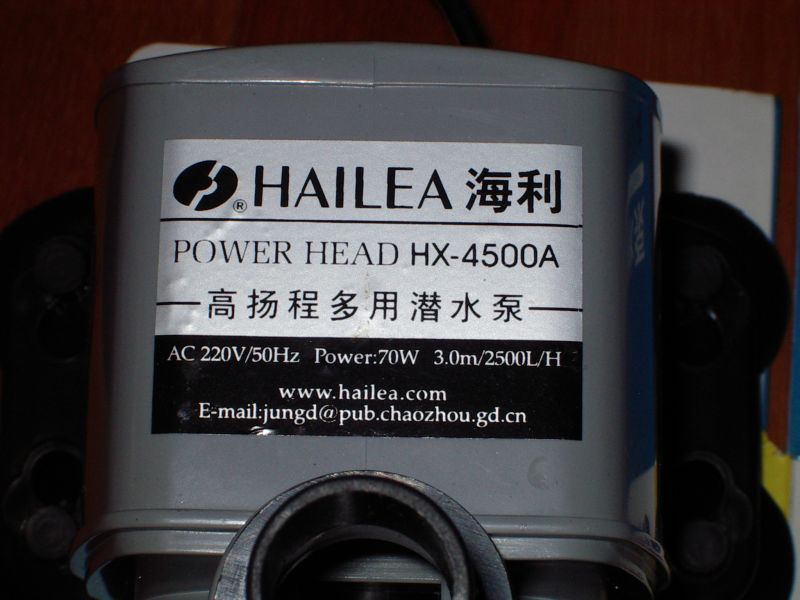 ® HAILEA 海利
POWER HEAD HX-4500A
高扬程多用潜水泵
AC 220V/50Hz Power:70W 3.0m/2500L/H
www.hailea.com
E-mail:jungd@pub.chaozhou.gd.cn